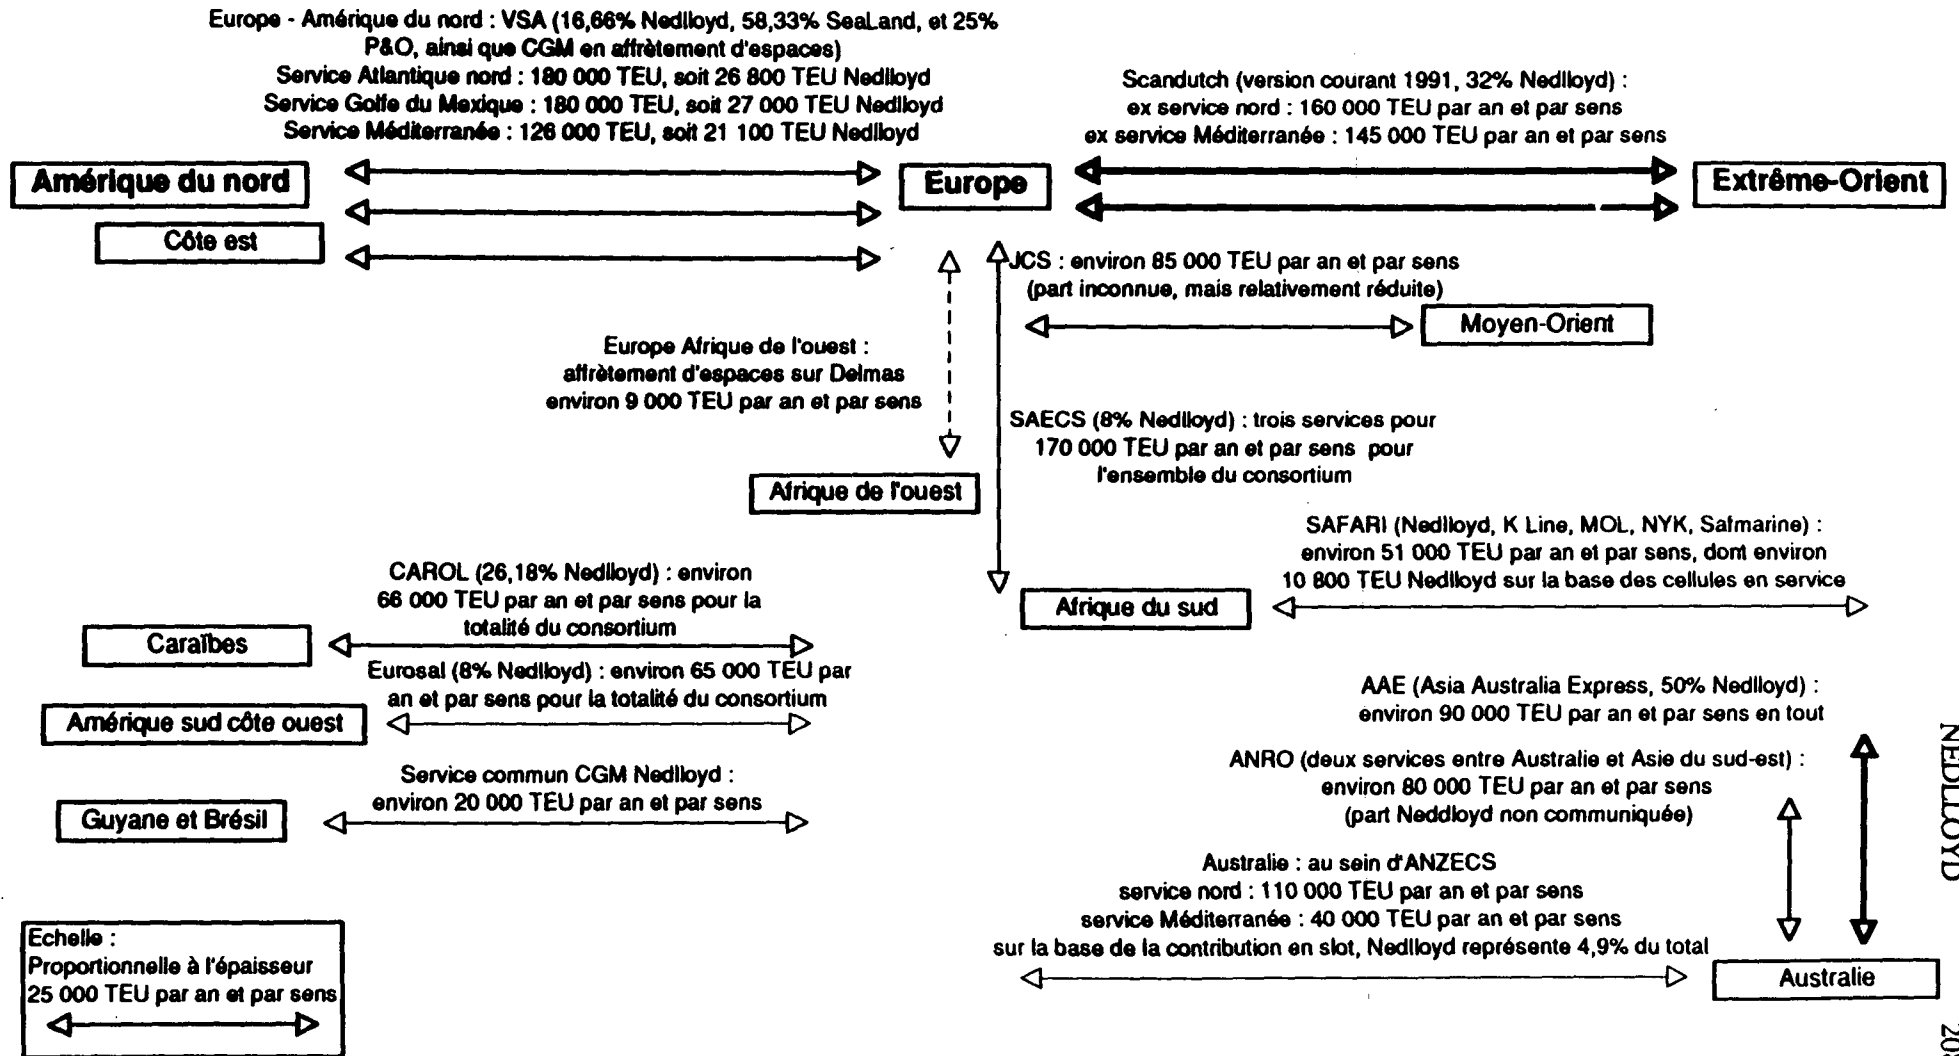 Europe - Amérique du nord : VSA (16,66% Nedlloyd, 58,33% SeaLand, et 25%
P&O, ainsi que CGM en affrètement d'espaces)
Service Atlantique nord : 180 000 TEU, soit 26 800 TEU Nedlloyd
Service Golfe du Mexique : 180 000 TEU, soit 27 000 TEU Nedlloyd
Service Méditerranée : 126 000 TEU, soit 21 100 TEU Nedlloyd
Scandutch (version courant 1991, 32% Nedlloyd) :
ex service nord : 160 000 TEU par an et par sens
ex service Méditerranée : 145 000 TEU par an et par sens
Amérique du nord
Europe
Extrême-Orient
Côte est
JCS : environ 85 000 TEU par an et par sens
(part inconnue, mais relativement réduite)
Moyen-Orient
Europe Afrique de l'ouest :
affrètement d'espaces sur Delmas
environ 9 000 TEU par an et par sens
SAECS (8% Nedlloyd) : trois services pour
170 000 TEU par an et par sens pour
l'ensemble du consortium
Afrique de l'ouest
SAFARI (Nedlloyd, K Line, MOL, NYK, Safmarine) :
environ 51 000 TEU par an et par sens, dont environ
10 800 TEU Nedlloyd sur la base des cellules en service
Afrique du sud
CAROL (26,18% Nedlloyd) : environ
66 000 TEU par an et par sens pour la
totalité du consortium
Caraïbes
Eurosal (8% Nedlloyd) : environ 65 000 TEU par
an et par sens pour la totalité du consortium
Amérique sud côte ouest
AAE (Asia Australia Express, 50% Nedlloyd) :
environ 90 000 TEU par an et par sens en tout
ANRO (deux services entre Australie et Asie du sud-est) :
environ 80 000 TEU par an et par sens
(part Neddloyd non communiquée)
Service commun CGM Nedlloyd :
environ 20 000 TEU par an et par sens
Guyane et Brésil
Australie : au sein d'ANZECS
service nord : 110 000 TEU par an et par sens
service Méditerranée : 40 000 TEU par an et par sens
sur la base de la contribution en slot, Nedlloyd représente 4,9% du total
Australie
Echelle :
Proportionnelle à l'épaisseur
25 000 TEU par an et par sens
NEDLLOYD